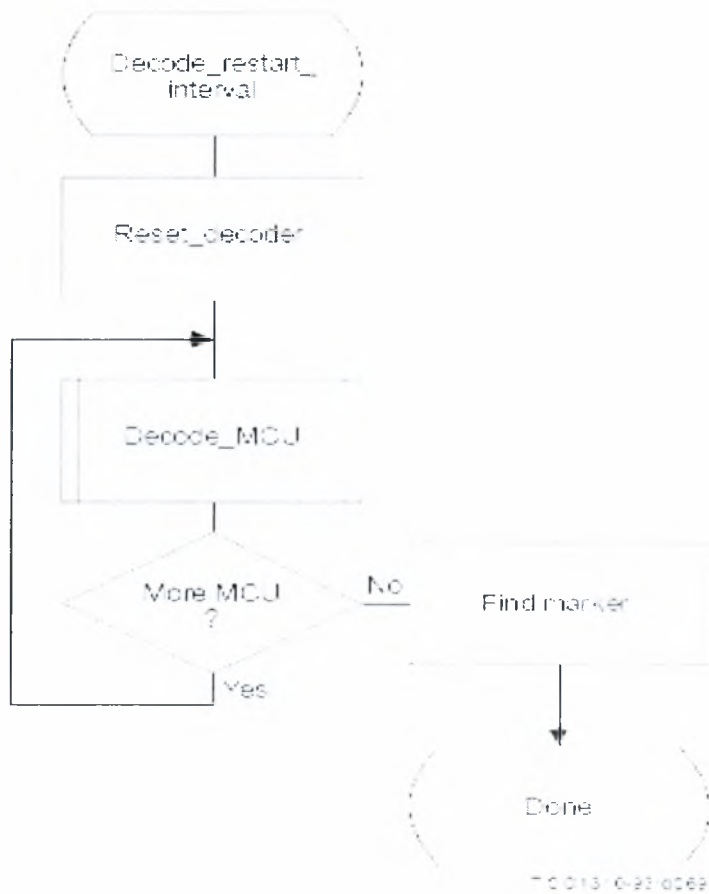 Decode_restart_
interval
Reset_decoder
Decode_MCU
More MCU
?
No
Find marker
Yes
Done